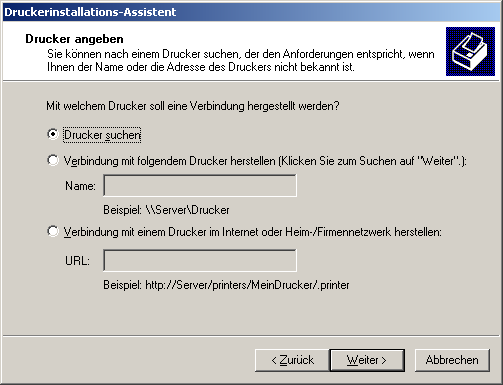 Druckerinstallations-Assistent
Drucker angeben
Sie können nach einem Drucker suchen, der den Anforderungen entspricht, wenn
Ihnen der Name oder die Adresse des Druckers nicht bekannt ist.
Mit welchem Drucker soll eine Verbindung hergestellt werden?
Drucker suchen
Verbindung mit folgendem Drucker herstellen (Klicken Sie zum Suchen auf "Weiter".):
Name:
Beispiel: \\Server\Drucker
Verbindung mit einem Drucker im Internet oder Heim-/Firmennetzwerk herstellen:
URL:
Beispiel: http://Server/printers/MeinDrucker/.printer
< Zurück Weiter > Abbrechen